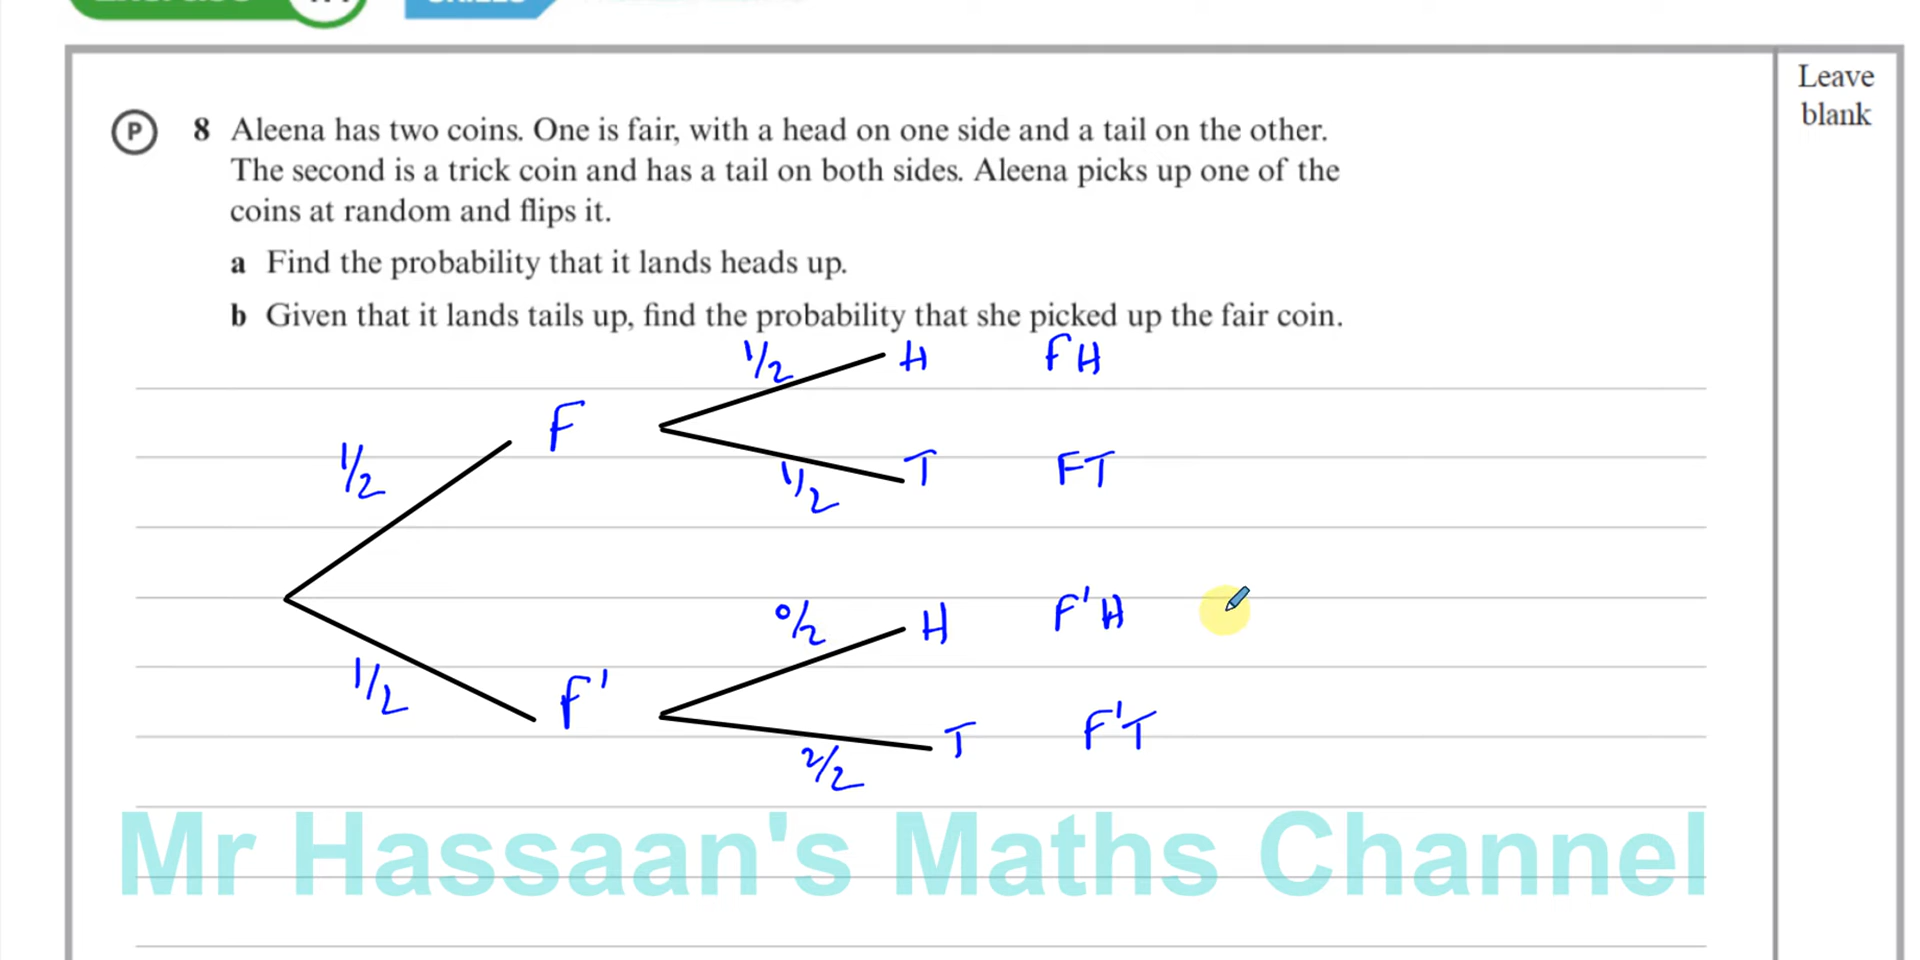 Leave
blank
P
8 Aleena has two coins. One is fair, with a head on one side and a tail on the other.
The second is a trick coin and has a tail on both sides. Aleena picks up one of the
coins at random and flips it.
a Find the probability that it lands heads up.
b Given that it lands tails up, find the probability that she picked up the fair coin.
1/2 H FH
F
1/2
T FT
1/2
0/2 H F'H
1/2 F'
T F'T
2/2
Mr Hassaan's Maths Channel